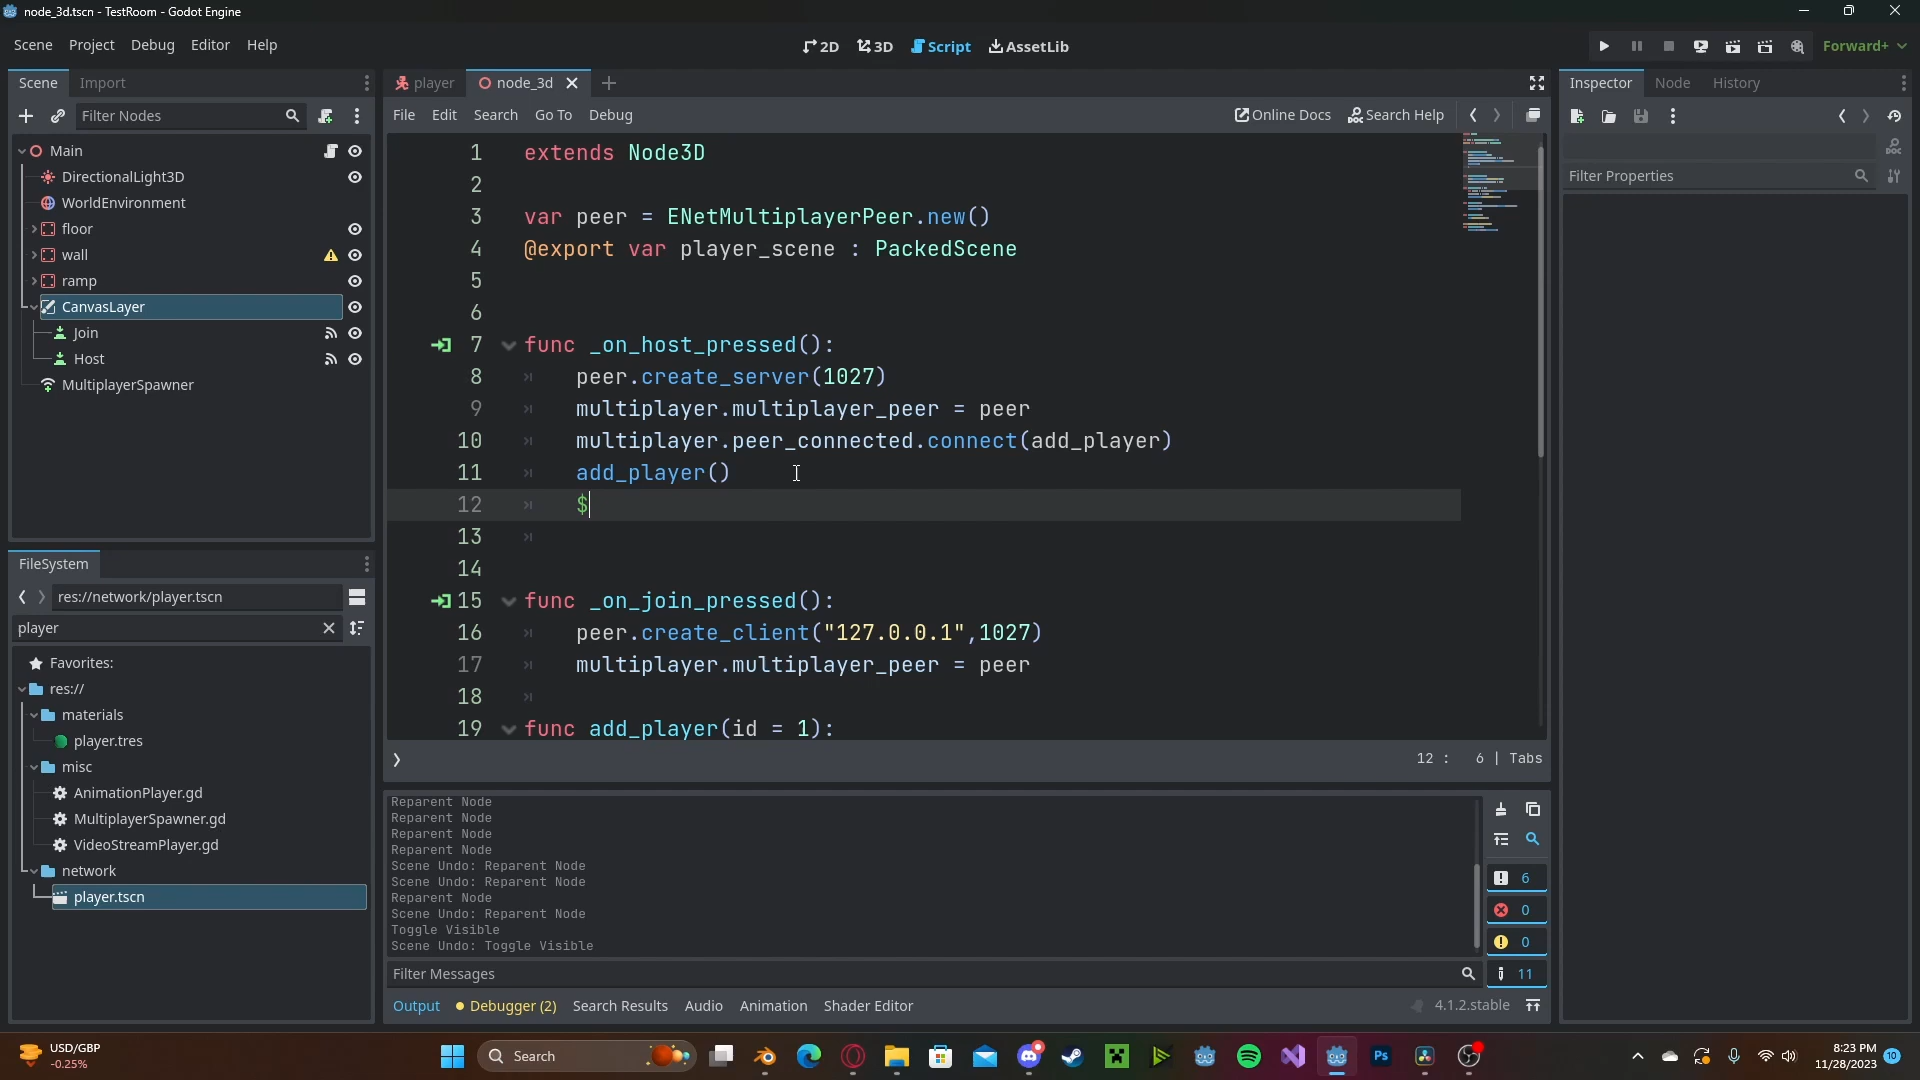 node_3d.tscn - TestRoom - Godot Engine
Scene Project Debug Editor Help
2D 3D Script AssetLib
Forward+
Scene Import
Filter Nodes
Main
DirectionalLight3D
WorldEnvironment
floor
wall
ramp
CanvasLayer
Join
Host
MultiplayerSpawner
FileSystem
res://network/player.tscn
player
Favorites:
res://
materials
player.tres
misc
AnimationPlayer.gd
MultiplayerSpawner.gd
VideoStreamPlayer.gd
network
player.tscn
player node_3d
File Edit Search Go To Debug
Online Docs Search Help
1 extends Node3D
2
3 var peer = ENetMultiplayerPeer.new()
4 @export var player_scene : PackedScene
5
6
7 func _on_host_pressed():
8 peer.create_server(1027)
9 multiplayer.multiplayer_peer = peer
10 multiplayer.peer_connected.connect(add_player)
11 add_player()
12 $
13
14
15 func _on_join_pressed():
16 peer.create_client("127.0.0.1",1027)
17 multiplayer.multiplayer_peer = peer
18
19 func add_player(id = 1):
12 : 6 | Tabs
Reparent Node
Reparent Node
Reparent Node
Reparent Node
Scene Undo: Reparent Node
Scene Undo: Reparent Node
Reparent Node
Scene Undo: Reparent Node
Toggle Visible
Scene Undo: Toggle Visible
6
0
0
11
Filter Messages
Output Debugger (2) Search Results Audio Animation Shader Editor
4.1.2.stable
Inspector Node History
DOC
Filter Properties
USD/GBP
-0.25%
Search
Ps
8:23 PM
11/28/2023
10